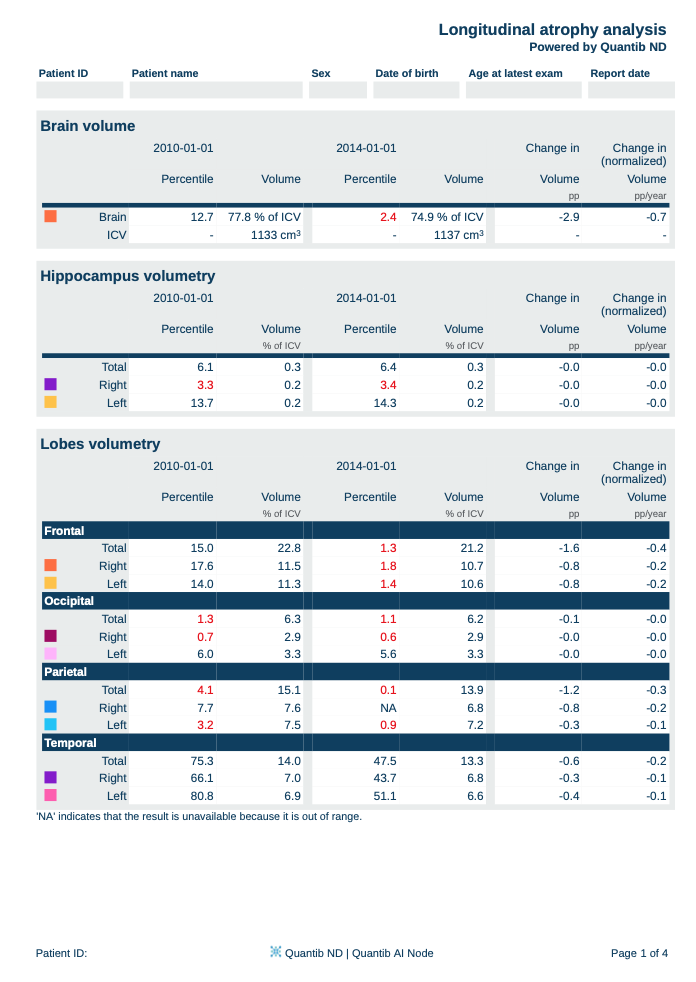 Longitudinal atrophy analysis
Powered by Quantib ND
Patient ID Patient name Sex Date of birth Age at latest exam Report date
Brain volume
2010-01-01 2014-01-01 Change in Change in
(normalized)
Percentile Volume Percentile Volume Volume Volume
pp pp/year
Brain 12.7 77.8 % of ICV 2.4 74.9 % of ICV -2.9 -0.7
ICV - 1133 cm³ - 1137 cm³ - -
Hippocampus volumetry
2010-01-01 2014-01-01 Change in Change in
(normalized)
Percentile Volume Percentile Volume Volume Volume
% of ICV % of ICV pp pp/year
Total 6.1 0.3 6.4 0.3 -0.0 -0.0
Right 3.3 0.2 3.4 0.2 -0.0 -0.0
Left 13.7 0.2 14.3 0.2 -0.0 -0.0
Lobes volumetry
2010-01-01 2014-01-01 Change in Change in
(normalized)
Percentile Volume Percentile Volume Volume Volume
% of ICV % of ICV pp pp/year
Frontal
Total 15.0 22.8 1.3 21.2 -1.6 -0.4
Right 17.6 11.5 1.8 10.7 -0.8 -0.2
Left 14.0 11.3 1.4 10.6 -0.8 -0.2
Occipital
Total 1.3 6.3 1.1 6.2 -0.1 -0.0
Right 0.7 2.9 0.6 2.9 -0.0 -0.0
Left 6.0 3.3 5.6 3.3 -0.0 -0.0
Parietal
Total 4.1 15.1 0.1 13.9 -1.2 -0.3
Right 7.7 7.6 NA 6.8 -0.8 -0.2
Left 3.2 7.5 0.9 7.2 -0.3 -0.1
Temporal
Total 75.3 14.0 47.5 13.3 -0.6 -0.2
Right 66.1 7.0 43.7 6.8 -0.3 -0.1
Left 80.8 6.9 51.1 6.6 -0.4 -0.1
'NA' indicates that the result is unavailable because it is out of range.
Patient ID: Quantib ND | Quantib AI Node Page 1 of 4